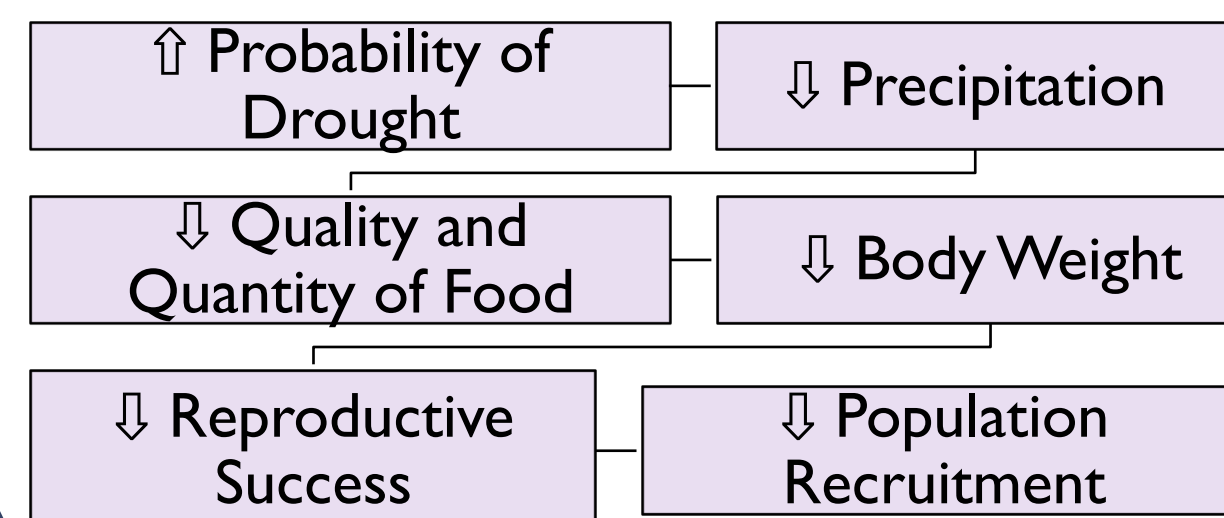 ⇧ Probability of
Drought
⇩ Precipitation
⇩ Quality and
Quantity of Food
⇩ Body Weight
⇩ Reproductive
Success
⇩ Population
Recruitment